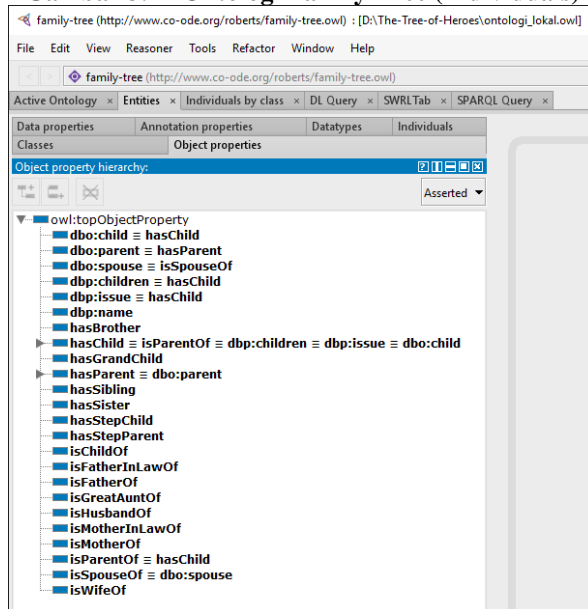 family-tree (http://www.co-ode.org/roberts/family-tree.owl) : [D:\The-Tree-of-Heroes\ontologi_lokal.owl]
File Edit View Reasoner Tools Refactor Window Help
< > family-tree (http://www.co-ode.org/roberts/family-tree.owl)
Active Ontology × Entities × Individuals by class × DL Query × SWRLTab × SPARQL Query ×
Data properties Annotation properties Datatypes Individuals
Classes Object properties
Object property hierarchy:
Asserted
owl:topObjectProperty
dbo:child ≡ hasChild
dbo:parent ≡ hasParent
dbo:spouse ≡ isSpouseOf
dbp:children ≡ hasChild
dbp:issue ≡ hasChild
dbp:name
hasBrother
hasChild ≡ isParentOf ≡ dbp:children ≡ dbp:issue ≡ dbo:child
hasGrandChild
hasParent ≡ dbo:parent
hasSibling
hasSister
hasStepChild
hasStepParent
isChildOf
isFatherInLawOf
isFatherOf
isGreatAuntOf
isHusbandOf
isMotherInLawOf
isMotherOf
isParentOf ≡ hasChild
isSpouseOf ≡ dbo:spouse
isWifeOf